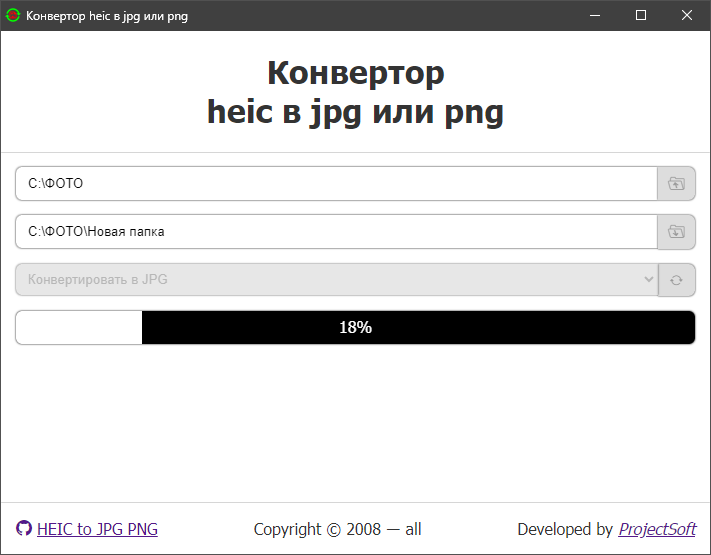 Конвертор heic в jpg или png
Конвертор
heic в jpg или png
C:\ФОТО
C:\ФОТО\Новая папка
Конвертировать в JPG
18%
HEIC to JPG PNG Copyright © 2008 — all Developed by ProjectSoft